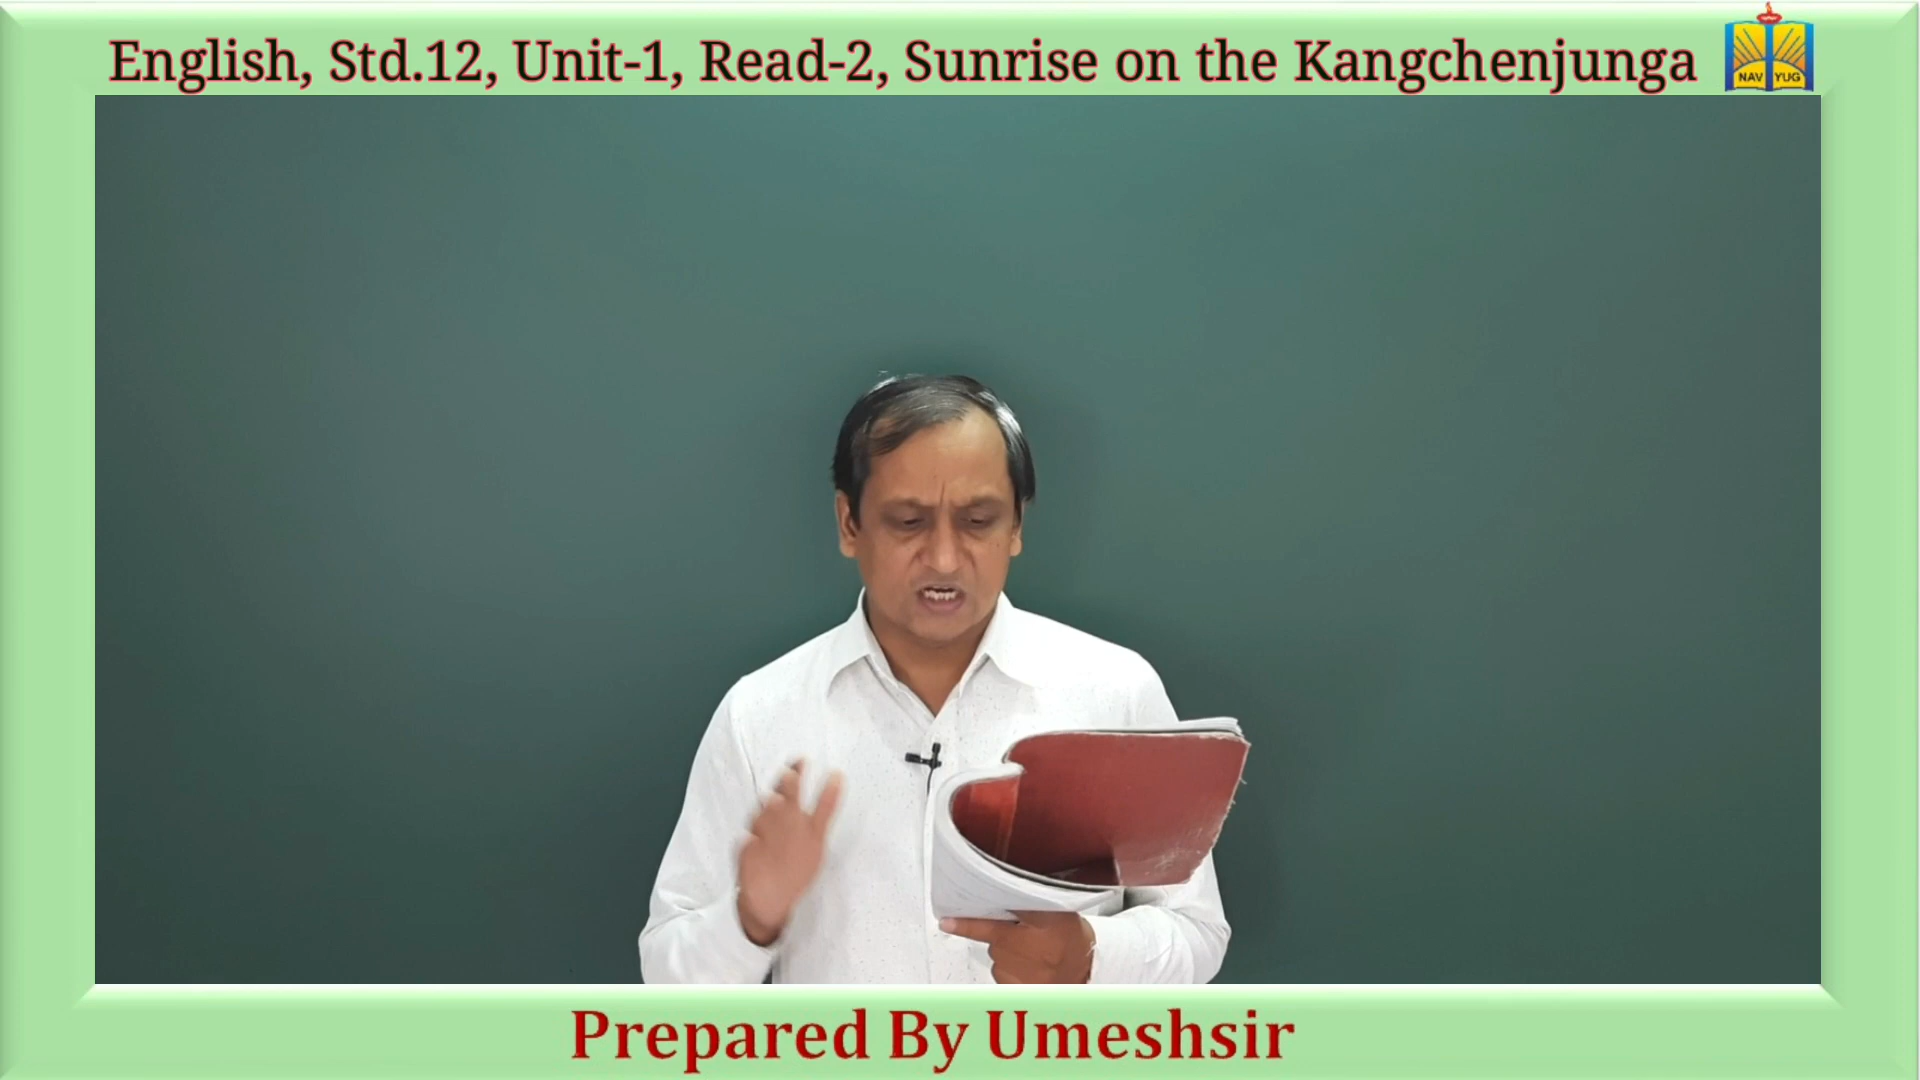 English, Std.12, Unit-1, Read-2, Sunrise on the Kangchenjunga
NAV YUG
Prepared By Umeshsir